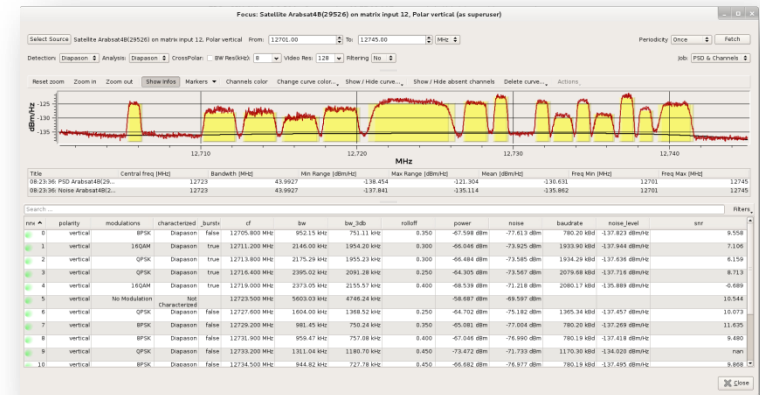 Focus: Satellite Arabsat4B(29526) on matrix input 12, Polar vertical (as superuser)
Select Source Satellite Arabsat4B(29526) on matrix input 12, Polar vertical From: 12701.00 To: 12745.00 MHz Periodicity Once Fetch
Detection: Diapason Analysis: Diapason CrossPolar: BW Res(kHz): 8 Video Res: 128 Filtering No Job: PSD & Channels
Reset zoom Zoom in Zoom out Show Infos Markers Channels color Change curve color... Show / Hide curve... Show / Hide absent channels Delete curve... Actions
dBm/Hz
-125
-130
-135
12.710 12.720 12.730 12.740
MHz
Title Central freq [MHz] Bandwith [MHz] Min Range [dBm/Hz] Max Range [dBm/Hz] Mean [dBm/Hz] Freq Min [MHz] Freq Max [MHz]
08:23:36: PSD Arabsat4B(29... 12723 43.9927 -138.454 -121.304 -130.631 12701 12745
08:23:36: Noise Arabsat4B(2... 12723 43.9927 -137.841 -135.114 -135.862 12701 12745
Search ... Filters
polarity modulations characterized burst cf bw bw_3db rolloff power noise baudrate noise_level snr
0 vertical BPSK Diapason false 12705.800 MHz 952.15 kHz 751.11 kHz 0.350 -67.598 dBm -77.613 dBm 780.20 kBd -137.823 dBm/Hz 9.558
1 vertical 16QAM Diapason true 12711.200 MHz 2146.00 kHz 1954.20 kHz 0.300 -66.046 dBm -73.925 dBm 1933.90 kBd -137.944 dBm/Hz 7.106
2 vertical QPSK Diapason true 12713.800 MHz 2175.29 kHz 1955.23 kHz 0.300 -66.484 dBm -73.585 dBm 1934.29 kBd -137.636 dBm/Hz 6.159
3 vertical QPSK Diapason true 12716.400 MHz 2395.02 kHz 2091.28 kHz 0.250 -64.305 dBm -73.567 dBm 2079.68 kBd -137.716 dBm/Hz 8.713
4 vertical 16QAM Diapason true 12719.000 MHz 2373.05 kHz 2155.57 kHz 0.400 -68.539 dBm -71.218 dBm 2080.17 kBd -135.889 dBm/Hz -0.689
5 vertical No Modulation Not Characterized 12723.500 MHz 5603.03 kHz 4746.24 kHz -58.687 dBm -69.597 dBm 10.544
6 vertical QPSK Diapason false 12727.600 MHz 1604.00 kHz 1368.52 kHz 0.250 -64.702 dBm -75.182 dBm 1365.34 kBd -137.457 dBm/Hz 10.073
7 vertical 8PSK Diapason false 12729.200 MHz 981.45 kHz 750.24 kHz 0.350 -65.081 dBm -77.004 dBm 780.20 kBd -137.269 dBm/Hz 11.635
8 vertical 8PSK Diapason false 12731.900 MHz 959.47 kHz 757.08 kHz 0.400 -67.046 dBm -76.990 dBm 780.19 kBd -137.418 dBm/Hz 9.480
9 vertical QPSK Diapason false 12733.200 MHz 1311.04 kHz 1180.70 kHz 0.450 -73.472 dBm -71.733 dBm 1170.30 kBd -134.020 dBm/Hz nan
10 vertical 8PSK Diapason false 12734.500 MHz 944.82 kHz 727.78 kHz 0.450 -66.682 dBm -76.977 dBm 780.19 kBd -137.495 dBm/Hz 9.868
Close